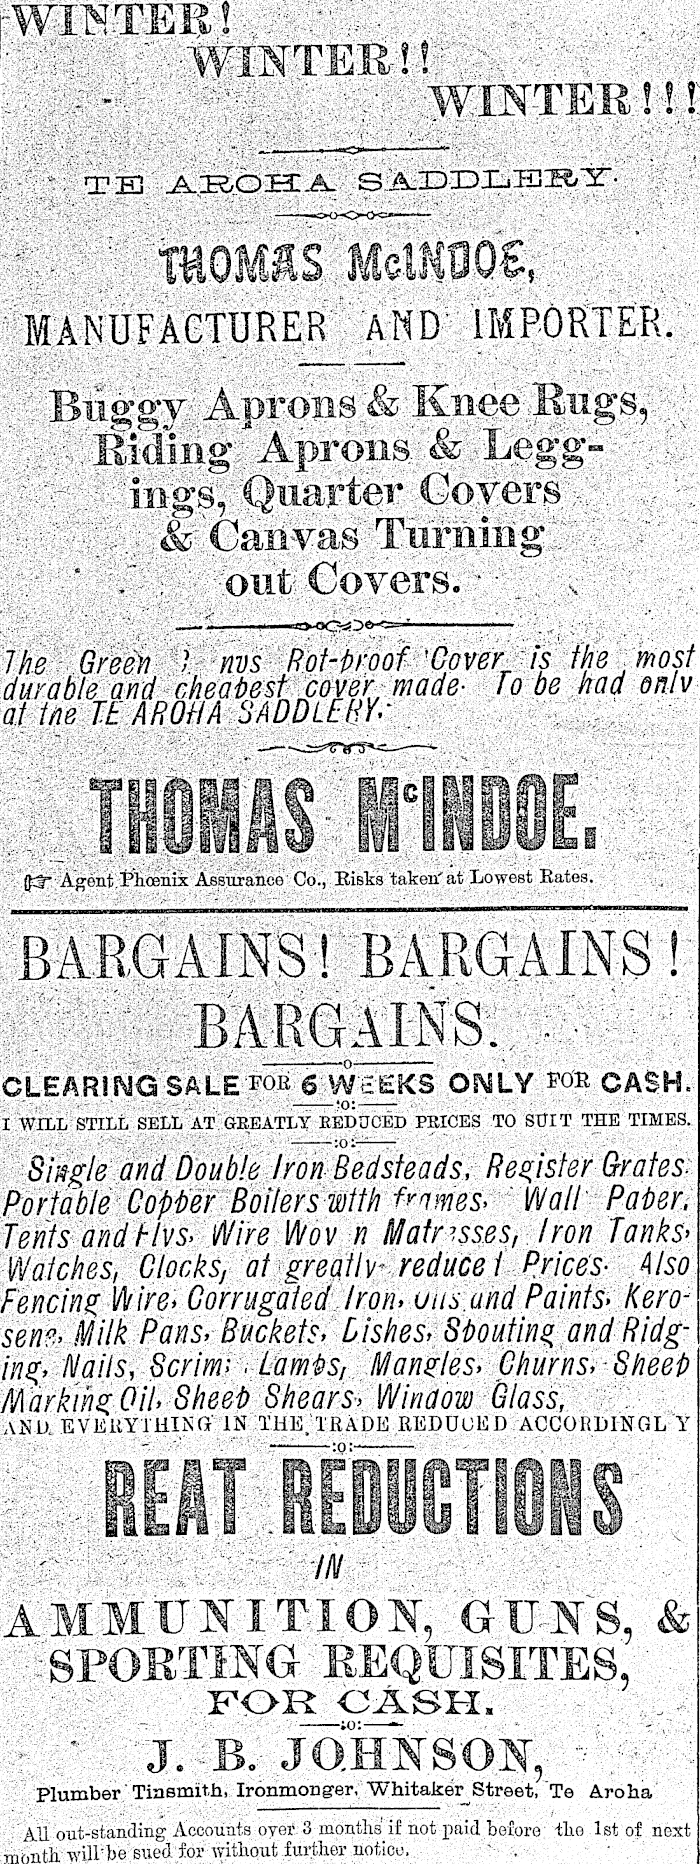 WINTER!
WINTER!!
WINTER!!!
TE AROHA SADDLERY.
THOMAS McINDOE,
MANUFACTURER AND IMPORTER.
Buggy Aprons & Knee Rugs,
Riding Aprons & Legg-
ings, Quarter Covers
& Canvas Turning
out Covers.
The Green nvs Rot-proof Cover is the most
durable and cheapest cover made. To be had only
at the TE AROHA SADDLERY.
THOMAS McINDOE.
☞ Agent Phœnix Assurance Co., Risks taken at Lowest Rates.
BARGAINS! BARGAINS!
BARGAINS.
CLEARING SALE FOR 6 WEEKS ONLY FOR CASH.
I WILL STILL SELL AT GREATLY REDUCED PRICES TO SUIT THE TIMES.
Single and Double Iron Bedsteads, Register Grates
Portable Copper Boilers with frames, Wall Paper,
Tents and Flys, Wire Wov n Matresses, Iron Tanks,
Watches, Clocks, at greatly reduced Prices. Also
Fencing Wire, Corrugated Iron, Oils and Paints, Kero-
sene, Milk Pans, Buckets, Dishes, Spouting and Ridg-
ing, Nails, Scrim, Lamps, Mangles, Churns, Sheep
Marking Oil, Sheep Shears, Window Glass,
AND EVERYTHING IN THE TRADE REDUCED ACCORDINGL Y
REAT REDUCTIONS
IN
AMMUNITION, GUNS, &
SPORTING REQUISITES,
FOR CASH.
J. B. JOHNSON,
Plumber Tinsmith, Ironmonger, Whitaker Street, Te Aroha
All out-standing Accounts over 3 months if not paid before the 1st of next
month will be sued for without further notice.